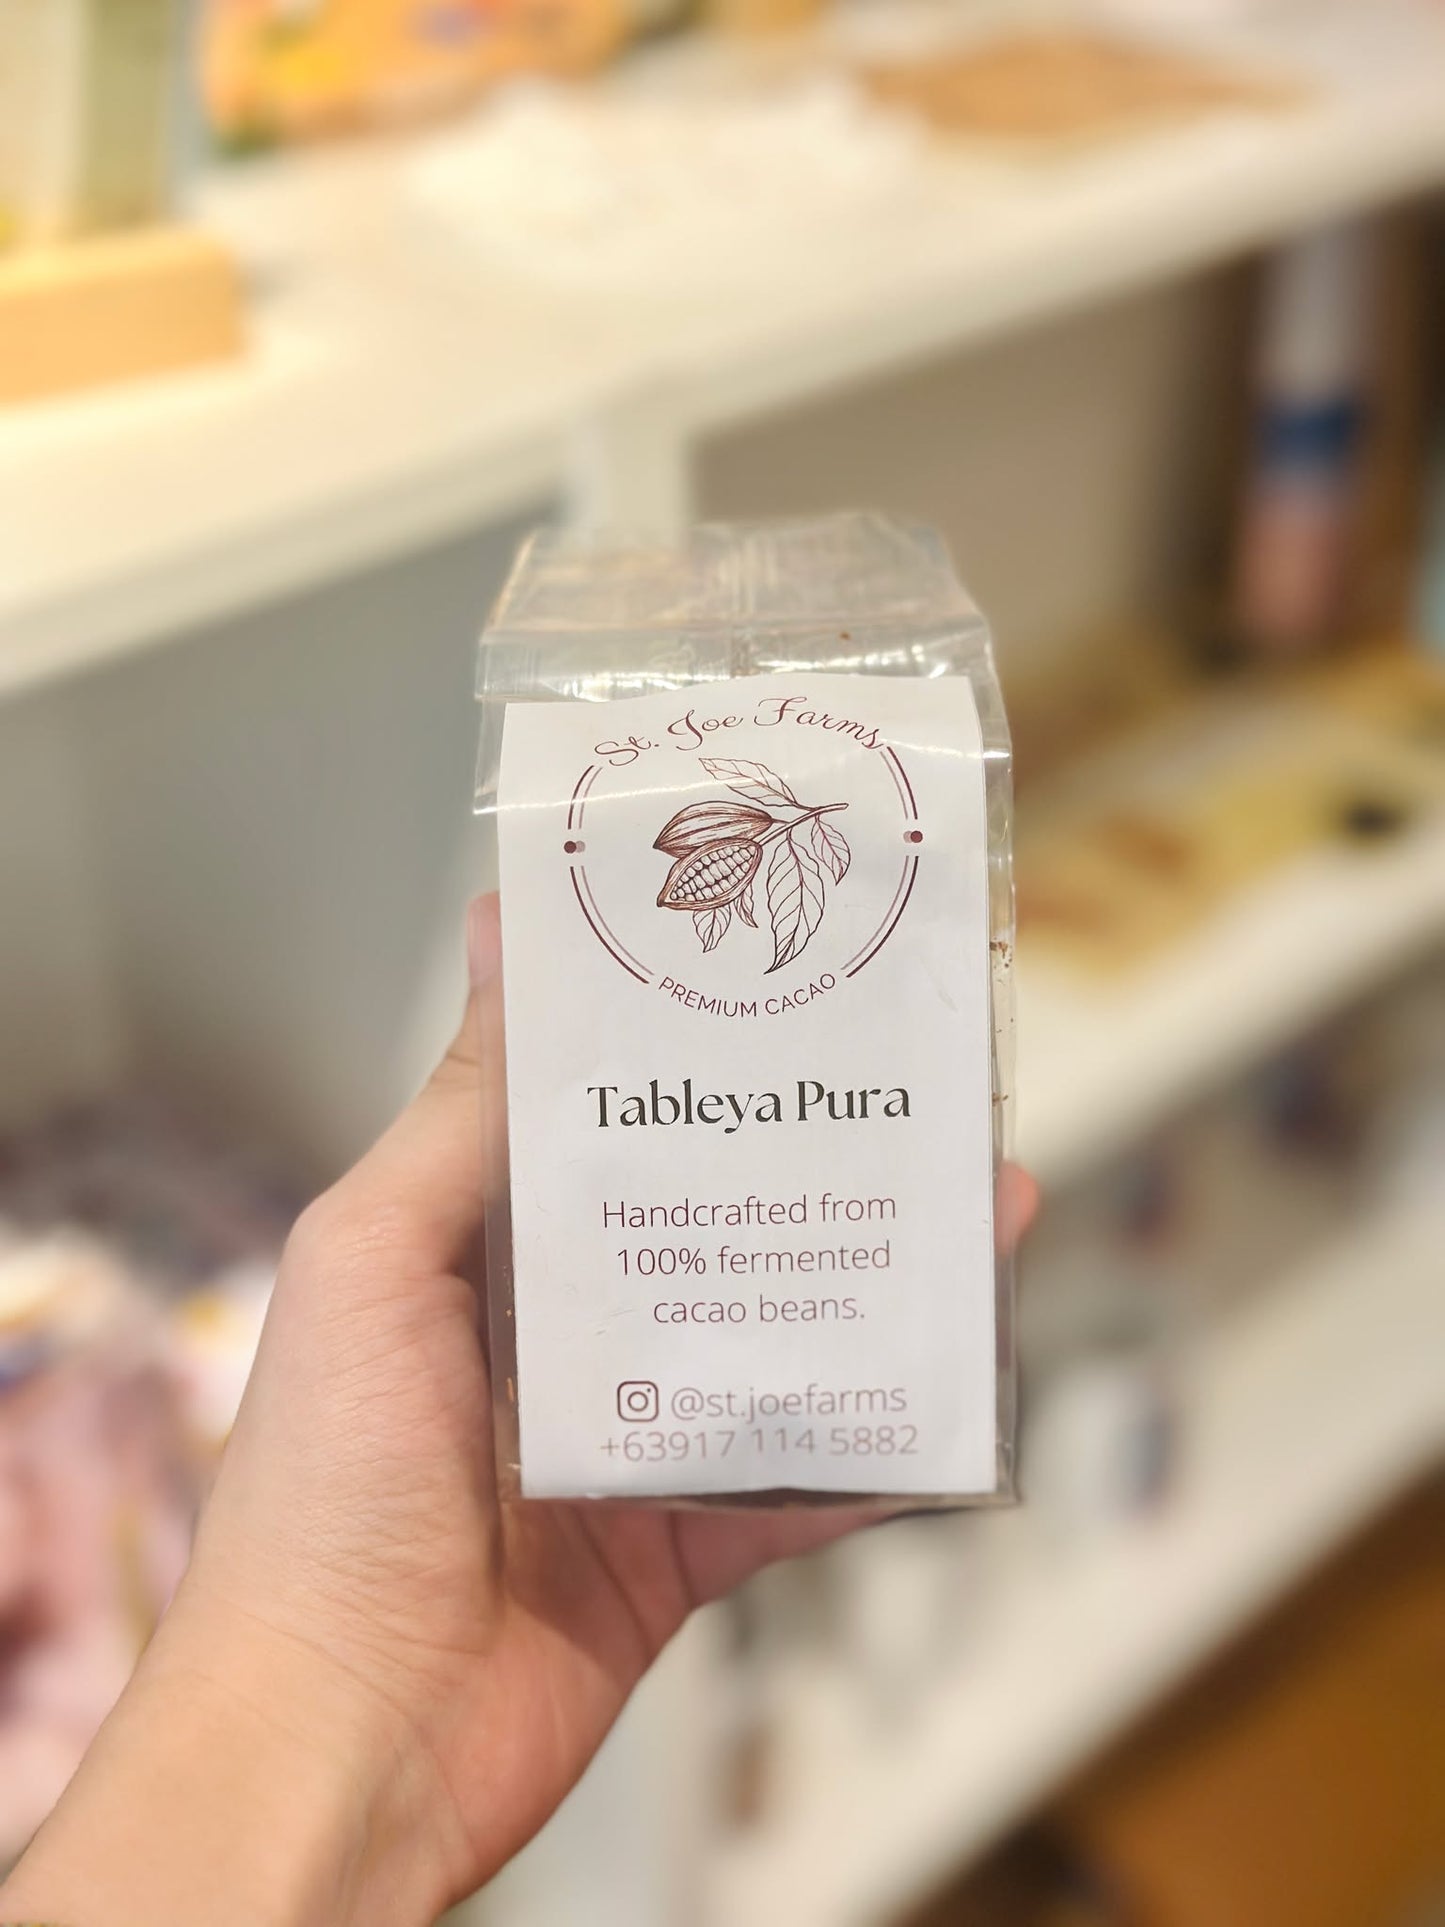 St. Joe Farms
PREMIUM CACAO
Tableya Pura
Handcrafted from
100% fermented
cacao beans.
@st.joefarms
+63917 114 5882